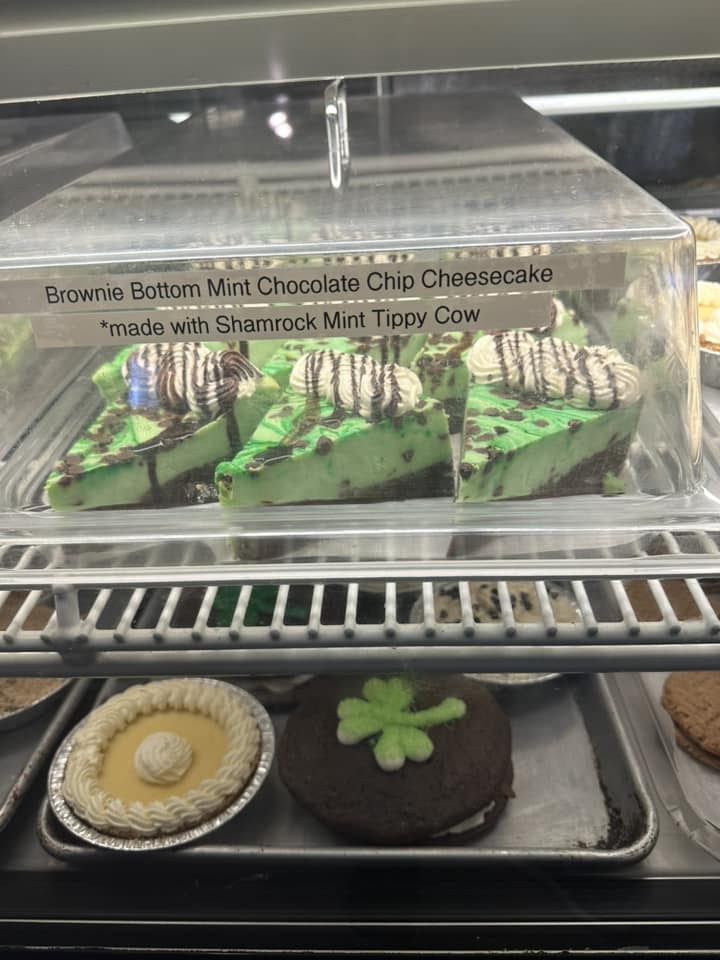 Brownie Bottom Mint Chocolate Chip Cheesecake
*made with Shamrock Mint Tippy Cow